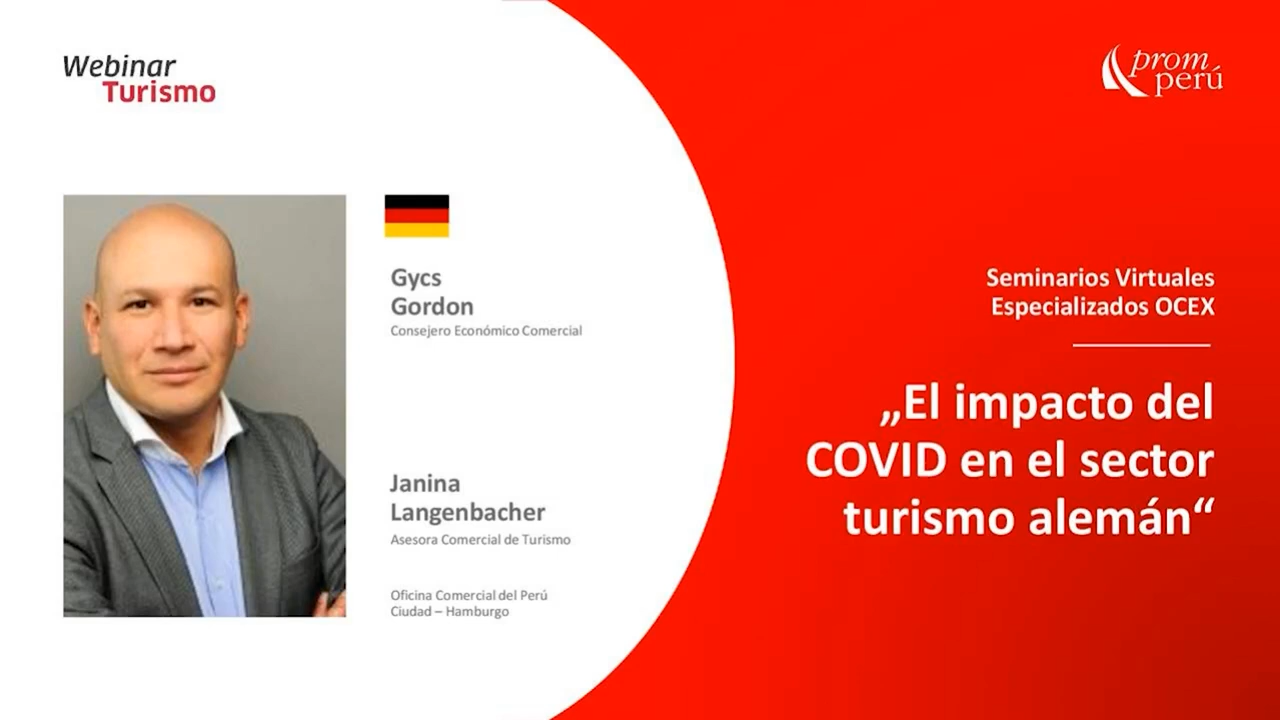 Webinar
Turismo
prom
perú
Gycs
Gordon
Consejero Económico Comercial
Janina
Langenbacher
Asesora Comercial de Turismo
Oficina Comercial del Perú
Ciudad – Hamburgo
Seminarios Virtuales
Especializados OCEX
„El impacto del
COVID en el sector
turismo alemán“